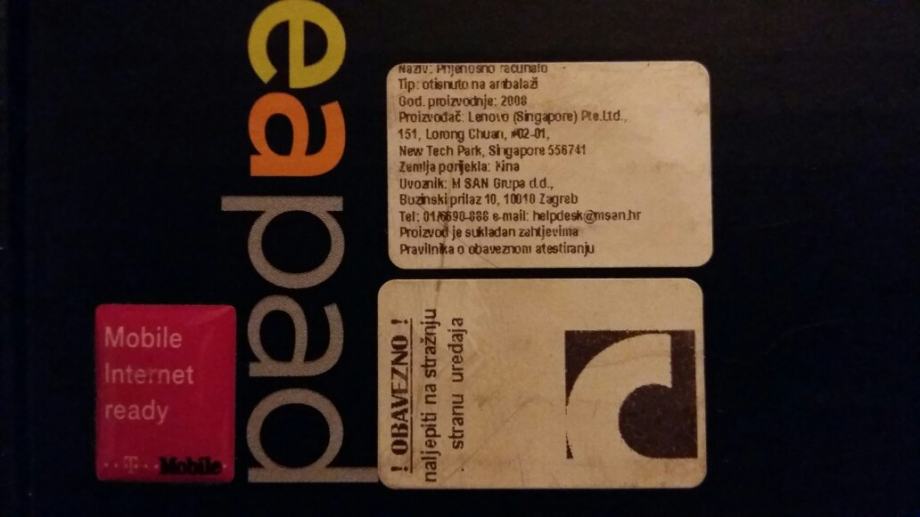 eapad
Naziv: Prijenosno računalo
Tip: otisnuto na ambalaži
God. proizvodnje: 2008
Proizvođač: Lenovo (Singapore) Pte.Ltd.,
151, Lorong Chuan, #02-01,
New Tech Park, Singapore 556741
Zemlja porijekla: Kina
Uvoznik: M SAN Grupa d.d.,
Buzinski prilaz 10, 10010 Zagreb
Tel: 01/6690-888 e-mail: helpdesk@msan.hr
Proizvod je sukladan zahtjevima
Pravilnika o obaveznom atestiranju
! OBAVEZNO !
naljepiti na stražnju
stranu uređaja
Mobile
Internet
ready
T Mobile